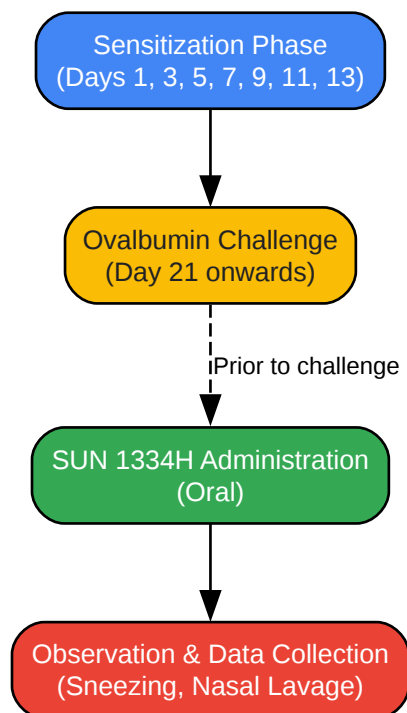 Sensitization Phase
(Days 1, 3, 5, 7, 9, 11, 13)
Ovalbumin Challenge
(Day 21 onwards)
Prior to challenge
SUN 1334H Administration
(Oral)
Observation & Data Collection
(Sneezing, Nasal Lavage)